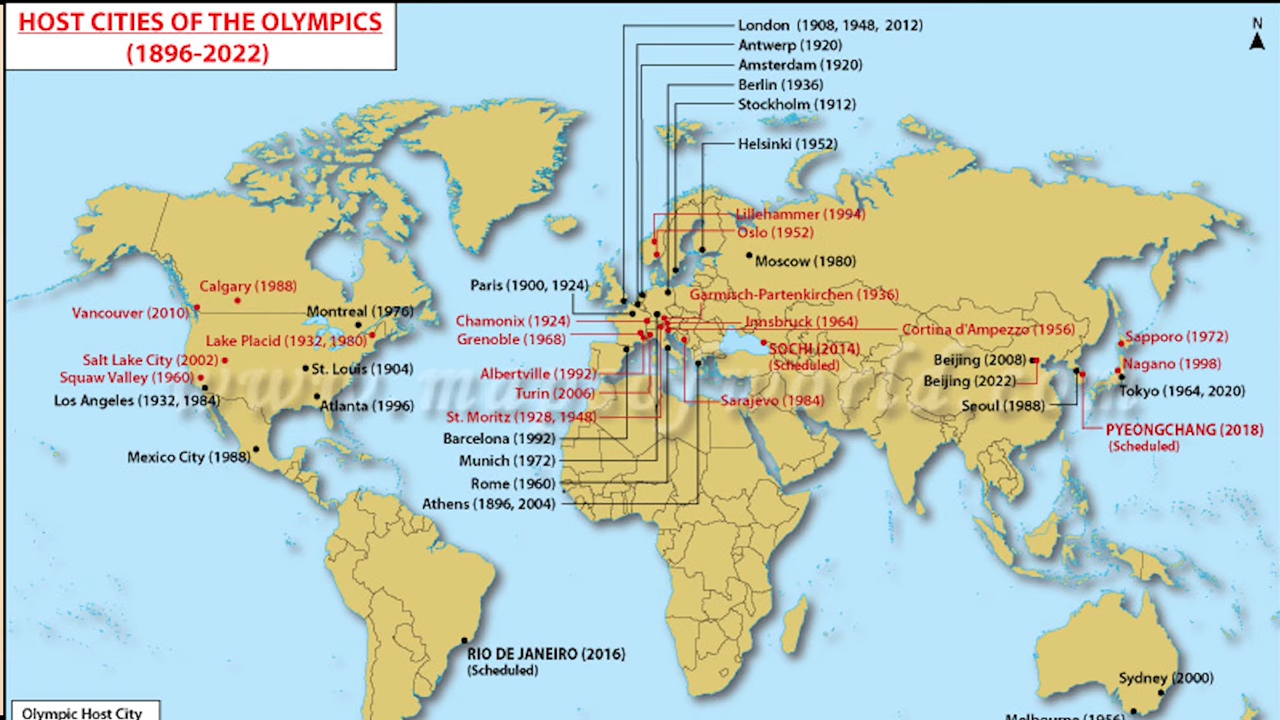 HOST CITIES OF THE OLYMPICS
(1896-2022)
N
London (1908, 1948, 2012)
Antwerp (1920)
Amsterdam (1920)
Berlin (1936)
Stockholm (1912)
Helsinki (1952)
Lillehammer (1994)
Oslo (1952)
Moscow (1980)
Paris (1900, 1924)
Calgary (1988)
Garmisch-Partenkirchen (1936)
Vancouver (2010)
Montreal (1976)
Chamonix (1924)
Innsbruck (1964)
Cortina d'Ampezzo (1956)
Grenoble (1968)
Lake Placid (1932, 1980)
Sapporo (1972)
SOCHI (2014)
(Scheduled)
Salt Lake City (2002)
St. Louis (1904)
Beijing (2008)
Nagano (1998)
Albertville (1992)
Squaw Valley (1960)
Beijing (2022)
Turin (2006)
Tokyo (1964, 2020)
Los Angeles (1932, 1984)
Atlanta (1996)
Sarajevo (1984)
Seoul (1988)
www.mapsofworld.com
St. Moritz (1928, 1948)
PYEONGCHANG (2018)
(Scheduled)
Barcelona (1992)
Mexico City (1988)
Munich (1972)
Rome (1960)
Athens (1896, 2004)
RIO DE JANEIRO (2016)
(Scheduled)
Sydney (2000)
Olympic Host City
Melbourne (1956)